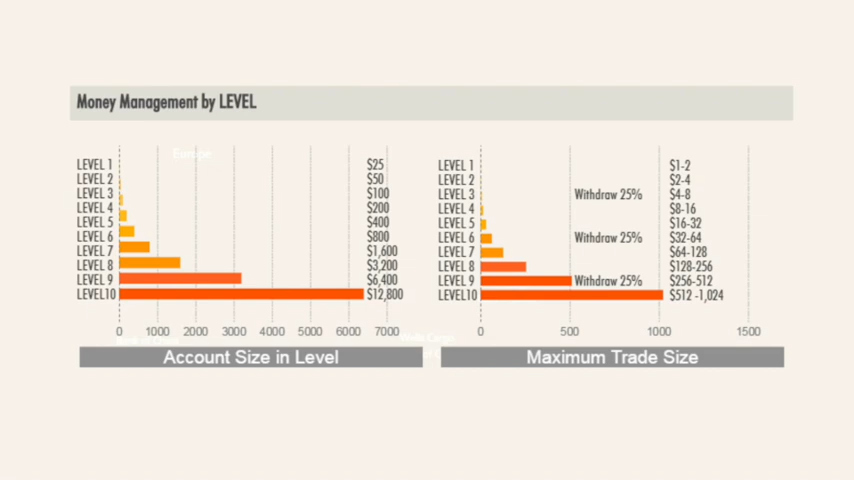 Money Management by LEVEL
Europe
LEVEL 1 $25
LEVEL 2 $50
LEVEL 3 $100
LEVEL 4 $200
LEVEL 5 $400
LEVEL 6 $800
LEVEL 7 $1,600
LEVEL 8 $3,200
LEVEL 9 $6,400
LEVEL10 $12,800
0 1000 2000 3000 4000 5000 6000 7000
Account Size in Level
LEVEL 1 $1-2
LEVEL 2 $2-4
LEVEL 3 Withdraw 25% $4-8
LEVEL 4 $8-16
LEVEL 5 $16-32
LEVEL 6 Withdraw 25% $32-64
LEVEL 7 $64-128
LEVEL 8 $128-256
LEVEL 9 Withdraw 25% $256-512
LEVEL10 $512 -1,024
0 500 1000 1500
Maximum Trade Size